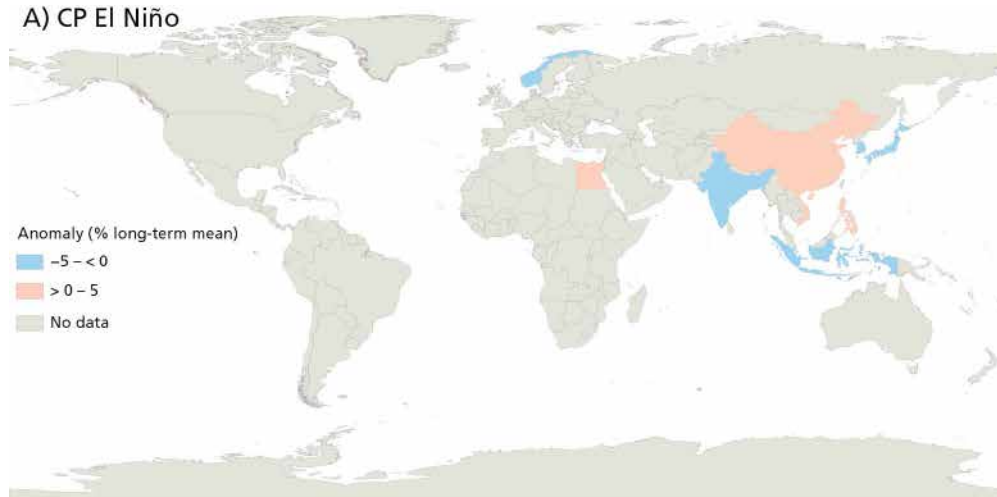 A) CP El Niño
Anomaly (% long-term mean)
−5 – < 0
> 0 – 5
No data